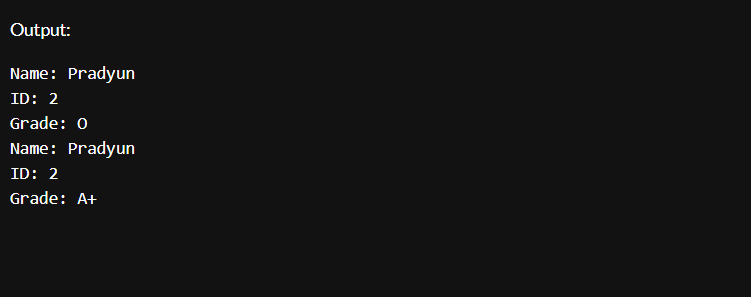 Output:
Name: Pradyun
ID: 2
Grade: O
Name: Pradyun
ID: 2
Grade: A+